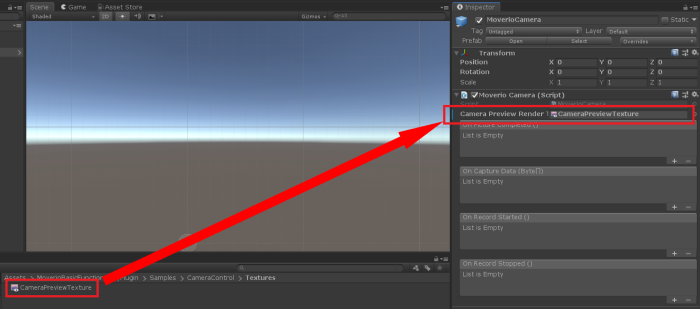 Scene Game Asset Store
Shaded 2D Gizmos All
Assets MoverioBasicFunction Plugin Samples CameraControl Textures
CameraPreviewTexture
Inspector
MoverioCamera Static
Tag Untagged Layer Default
Prefab Open Select Overrides
Transform
Position X 0 Y 0 Z 0
Rotation X 0 Y 0 Z 0
Scale X 1 Y 1 Z 1
Moverio Camera (Script)
Script MoverioCamera
Camera Preview Render CameraPreviewTexture
On Picture Completed ()
List is Empty
On Capture Data (Byte[])
List is Empty
On Record Started ()
List is Empty
On Record Stopped ()
List is Empty